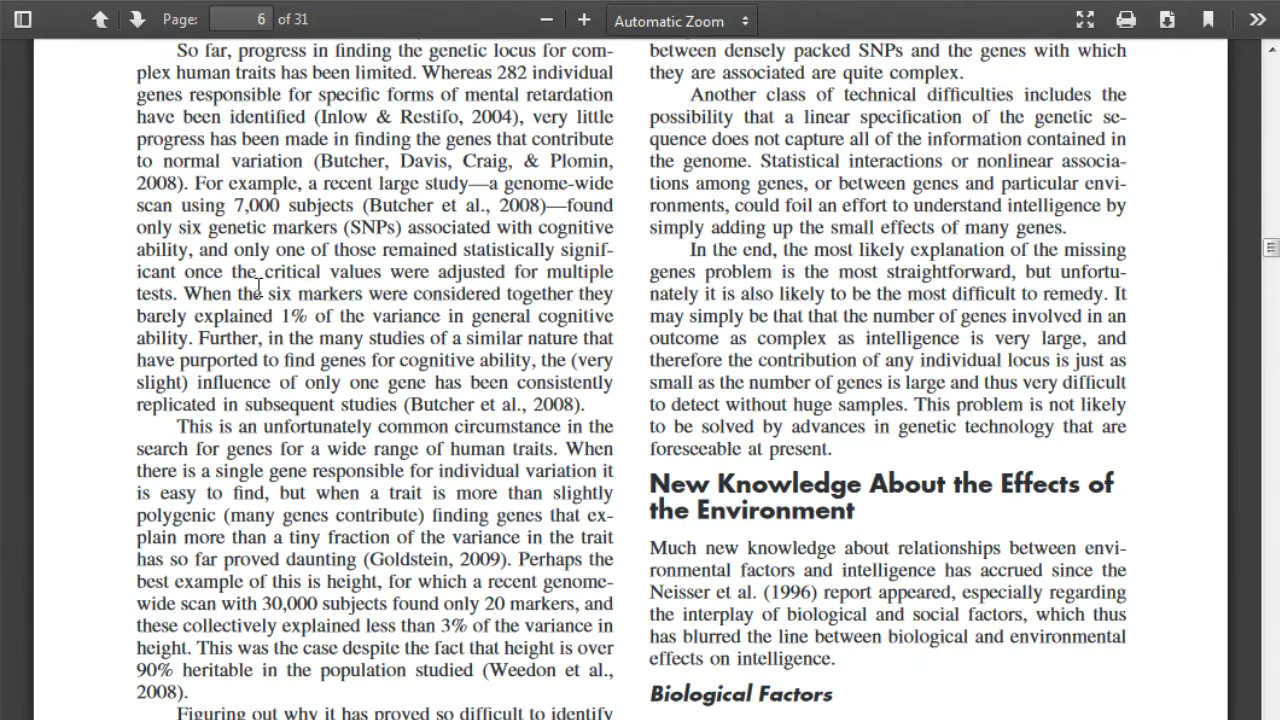 Page: 6 of 31
Automatic Zoom
So far, progress in finding the genetic locus for com-
plex human traits has been limited. Whereas 282 individual
genes responsible for specific forms of mental retardation
have been identified (Inlow & Restifo, 2004), very little
progress has been made in finding the genes that contribute
to normal variation (Butcher, Davis, Craig, & Plomin,
2008). For example, a recent large study—a genome-wide
scan using 7,000 subjects (Butcher et al., 2008)—found
only six genetic markers (SNPs) associated with cognitive
ability, and only one of those remained statistically signif-
icant once the critical values were adjusted for multiple
tests. When the six markers were considered together they
barely explained 1% of the variance in general cognitive
ability. Further, in the many studies of a similar nature that
have purported to find genes for cognitive ability, the (very
slight) influence of only one gene has been consistently
replicated in subsequent studies (Butcher et al., 2008).
This is an unfortunately common circumstance in the
search for genes for a wide range of human traits. When
there is a single gene responsible for individual variation it
is easy to find, but when a trait is more than slightly
polygenic (many genes contribute) finding genes that ex-
plain more than a tiny fraction of the variance in the trait
has so far proved daunting (Goldstein, 2009). Perhaps the
best example of this is height, for which a recent genome-
wide scan with 30,000 subjects found only 20 markers, and
these collectively explained less than 3% of the variance in
height. This was the case despite the fact that height is over
90% heritable in the population studied (Weedon et al.,
2008).
Figuring out why it has proved so difficult to identify
between densely packed SNPs and the genes with which
they are associated are quite complex.
Another class of technical difficulties includes the
possibility that a linear specification of the genetic se-
quence does not capture all of the information contained in
the genome. Statistical interactions or nonlinear associa-
tions among genes, or between genes and particular envi-
ronments, could foil an effort to understand intelligence by
simply adding up the small effects of many genes.
In the end, the most likely explanation of the missing
genes problem is the most straightforward, but unfortu-
nately it is also likely to be the most difficult to remedy. It
may simply be that that the number of genes involved in an
outcome as complex as intelligence is very large, and
therefore the contribution of any individual locus is just as
small as the number of genes is large and thus very difficult
to detect without huge samples. This problem is not likely
to be solved by advances in genetic technology that are
foreseeable at present.
New Knowledge About the Effects of
the Environment
Much new knowledge about relationships between envi-
ronmental factors and intelligence has accrued since the
Neisser et al. (1996) report appeared, especially regarding
the interplay of biological and social factors, which thus
has blurred the line between biological and environmental
effects on intelligence.
Biological Factors